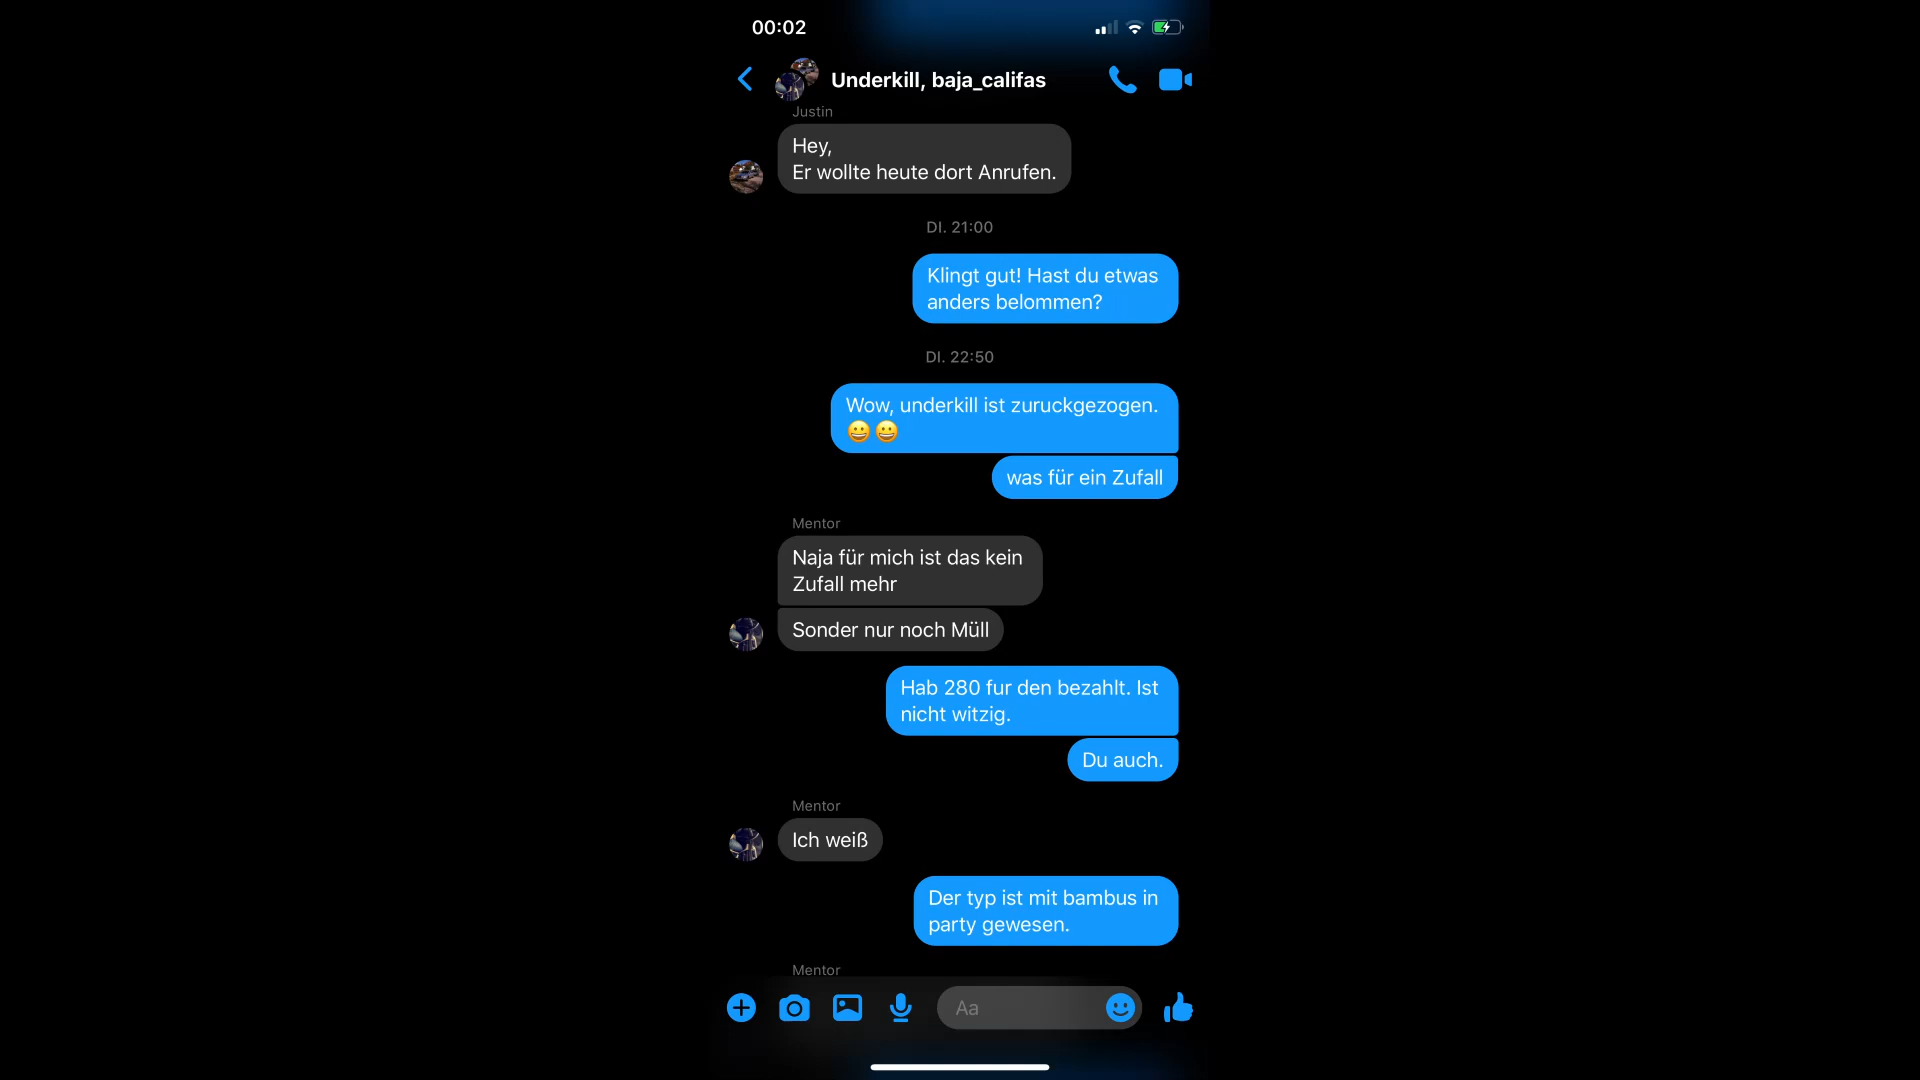 00:02
Underkill, baja_califas
Justin
Hey,
Er wollte heute dort Anrufen.
DI. 21:00
Klingt gut! Hast du etwas
anders belommen?
DI. 22:50
Wow, underkill ist zuruckgezogen.
😀😀
was für ein Zufall
Mentor
Naja für mich ist das kein
Zufall mehr
Sonder nur noch Müll
Hab 280 fur den bezahlt. Ist
nicht witzig.
Du auch.
Mentor
Ich weiß
Der typ ist mit bambus in
party gewesen.
Mentor
Aa